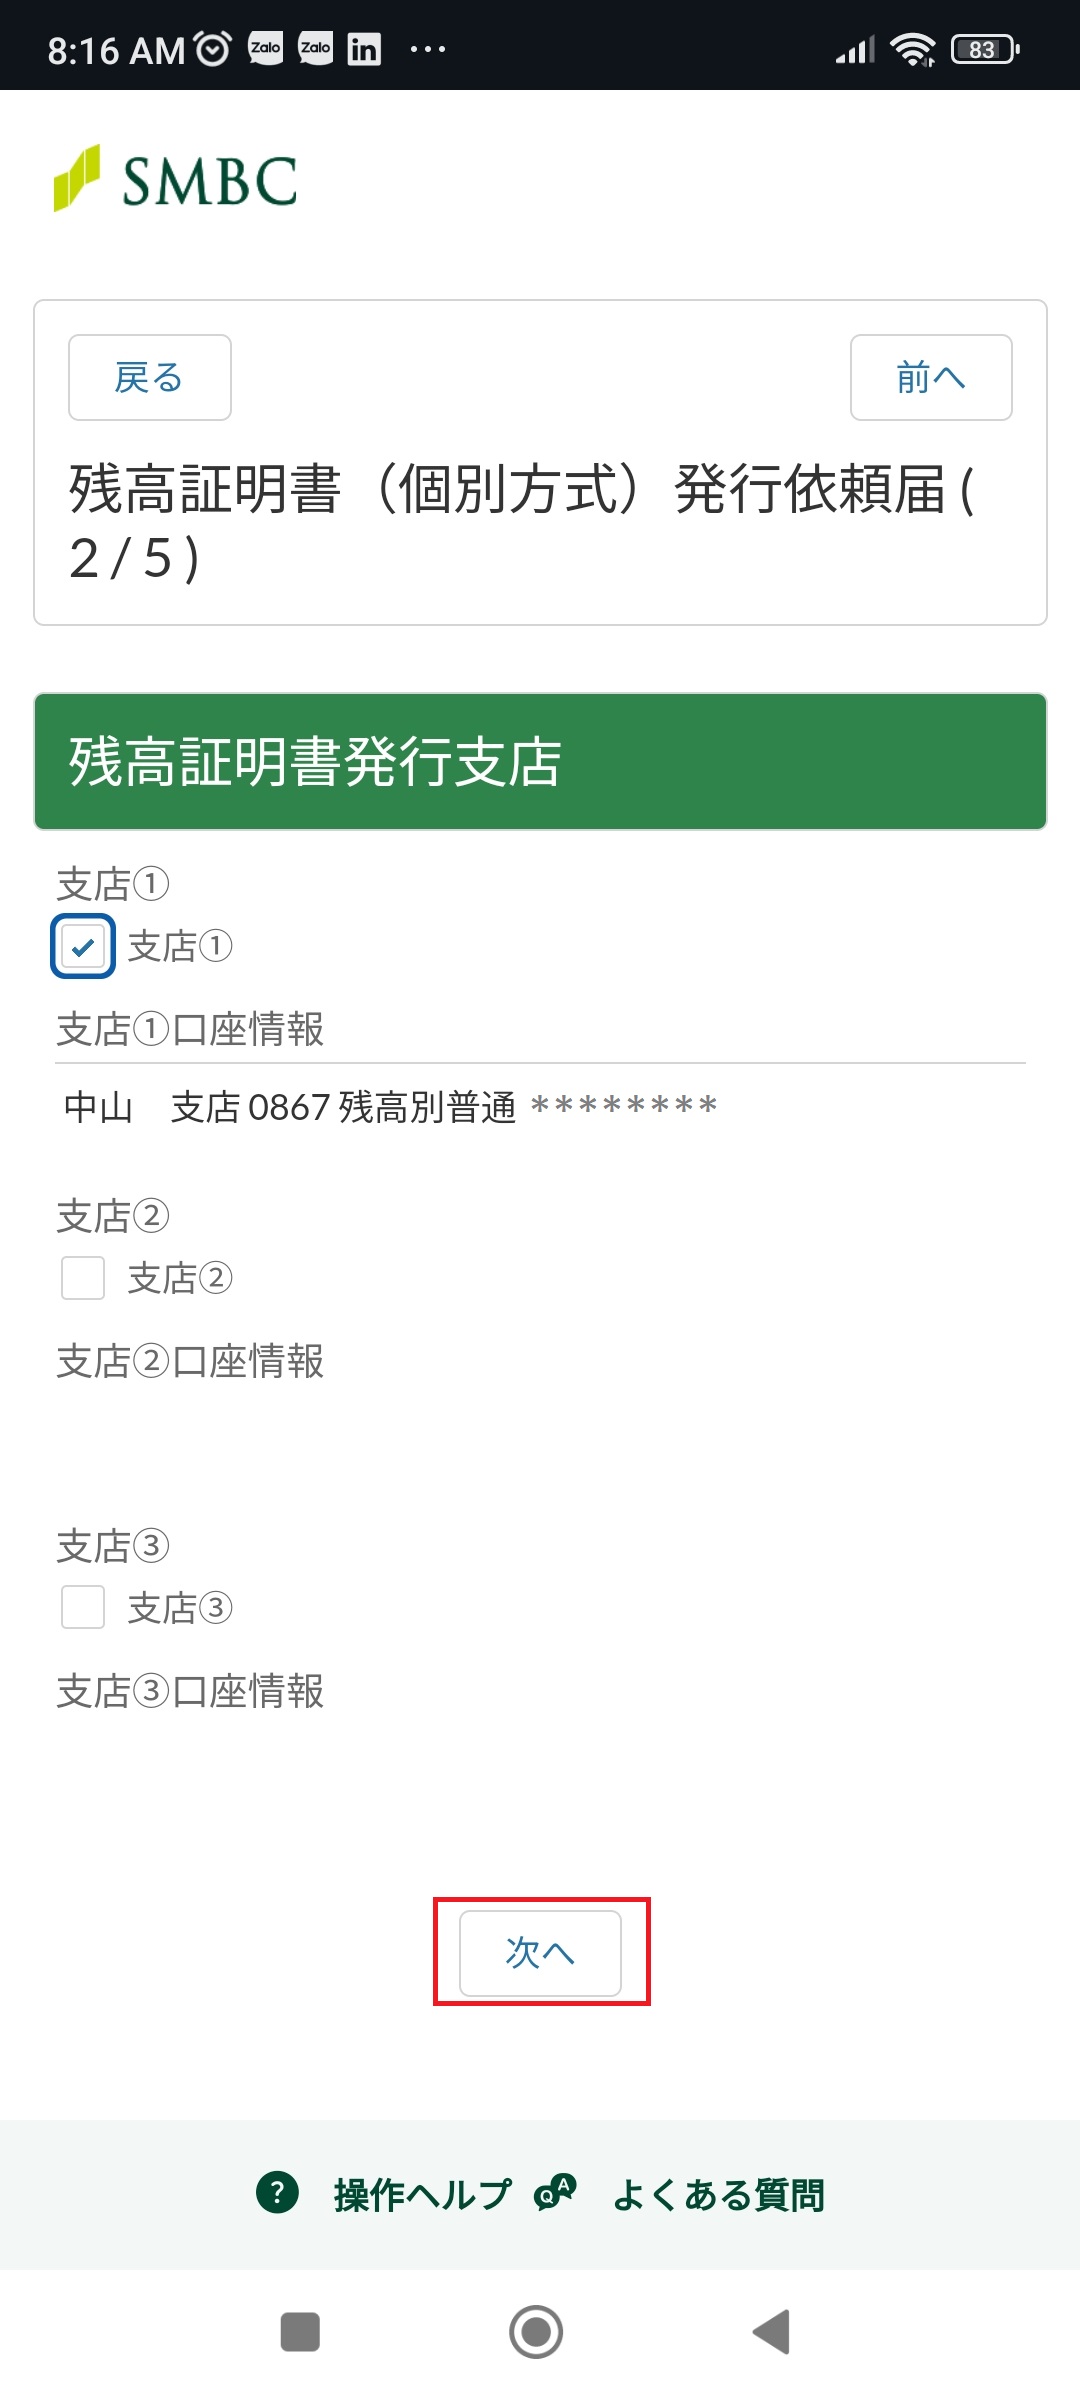 8:16 AM Zalo Zalo in ... 83
SMBC
戻る 前へ
残高証明書（個別方式）発行依頼届 (
2 / 5 )
残高証明書発行支店
支店①
支店①
支店①口座情報
中山　支店 0867 残高別普通 ********
支店②
支店②
支店②口座情報
支店③
支店③
支店③口座情報
次へ
? 操作ヘルプ Q A よくある質問